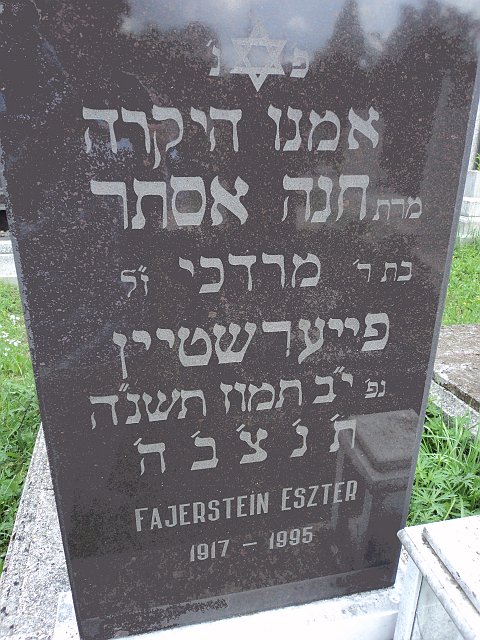 פ׳ נ׳
אמנו היקרה
מרת חנה אסתר
בת ר׳ מרדכי ז״ל
פייערשטיין
נפ׳ י״ב תמוז תשנ״ה
ת׳ נ׳ צ׳ ב׳ ה׳
FAJERSTEIN ESZTER
1917 - 1995